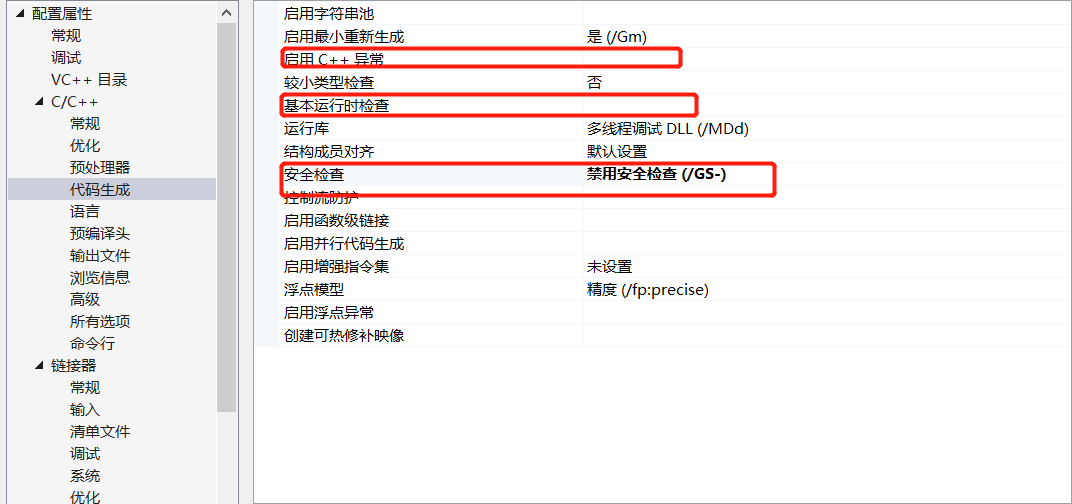 配置属性
常规
调试
VC++ 目录
C/C++
常规
优化
预处理器
代码生成
语言
预编译头
输出文件
浏览信息
高级
所有选项
命令行
链接器
常规
输入
清单文件
调试
系统
优化
启用字符串池
启用最小重新生成 是 (/Gm)
启用 C++ 异常
较小类型检查 否
基本运行时检查
运行库 多线程调试 DLL (/MDd)
结构成员对齐 默认设置
安全检查 禁用安全检查 (/GS-)
控制流防护
启用函数级链接
启用并行代码生成
启用增强指令集 未设置
浮点模型 精度 (/fp:precise)
启用浮点异常
创建可热修补映像